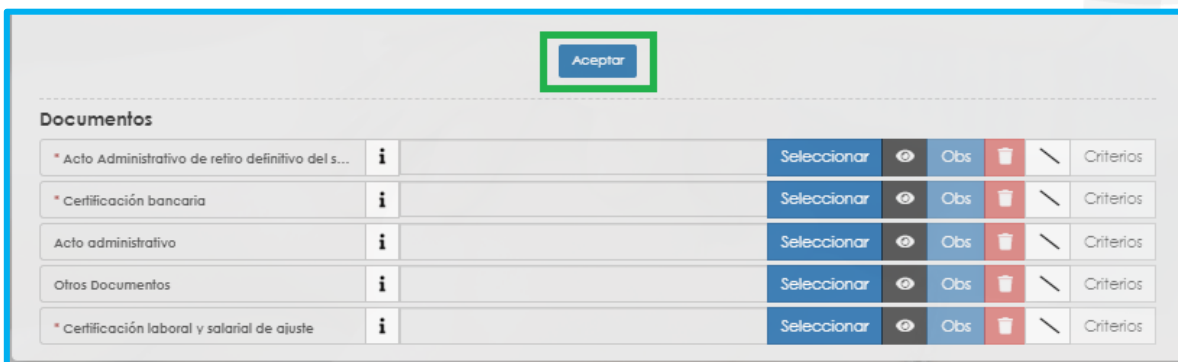 Aceptar
Documentos
* Acto Administrativo de retiro definitivo del s... i Seleccionar Obs Criterios
* Certificación bancaria i Seleccionar Obs Criterios
Acto administrativo i Seleccionar Obs Criterios
Otros Documentos i Seleccionar Obs Criterios
* Certificación laboral y salarial de ajuste i Seleccionar Obs Criterios